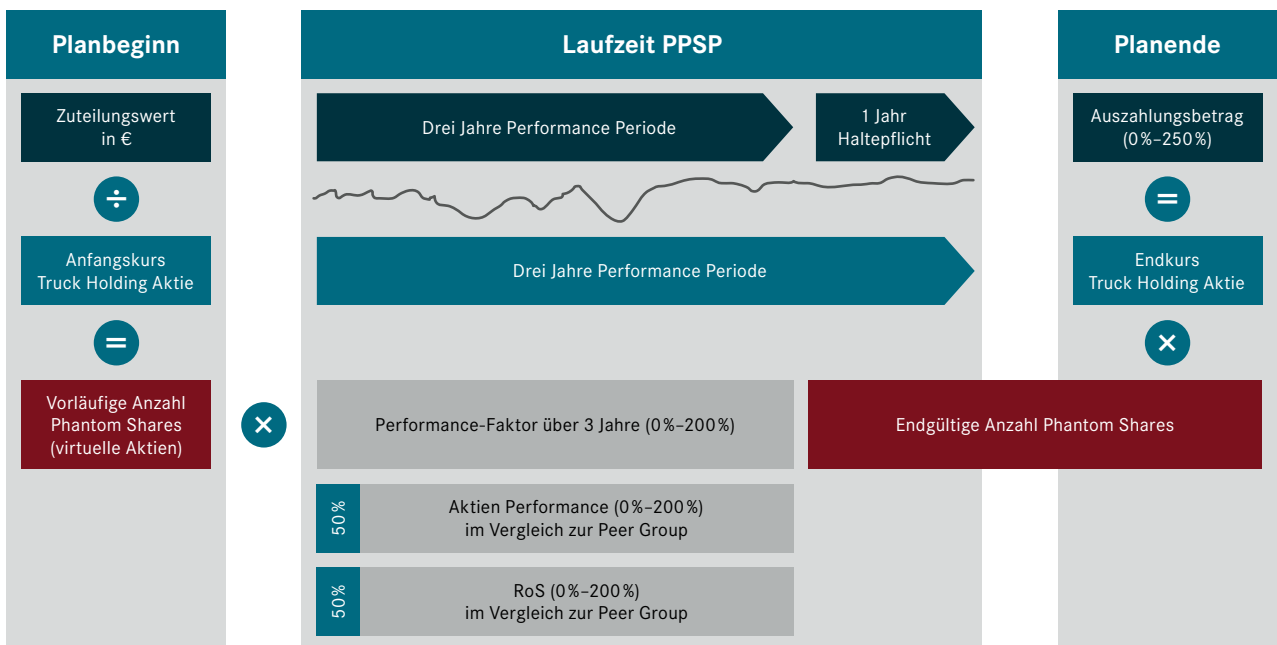 Planbeginn
Zuteilungswert
in €
÷
Anfangskurs
Truck Holding Aktie
=
Vorläufige Anzahl
Phantom Shares
(virtuelle Aktien)
×
Laufzeit PPSP
Drei Jahre Performance Periode
1 Jahr
Haltepflicht
Drei Jahre Performance Periode
Performance-Faktor über 3 Jahre (0%–200%)
50%
Aktien Performance (0%–200%)
im Vergleich zur Peer Group
50%
RoS (0%–200%)
im Vergleich zur Peer Group
Planende
Auszahlungsbetrag
(0%–250%)
=
Endkurs
Truck Holding Aktie
×
Endgültige Anzahl Phantom Shares